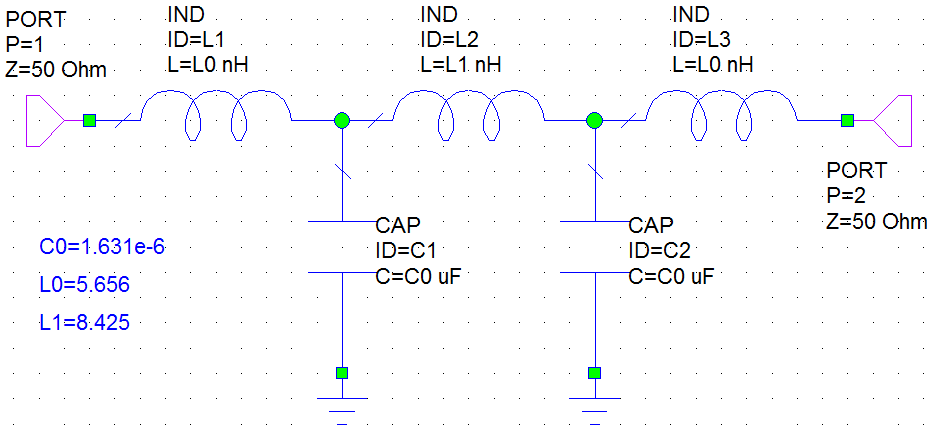 PORT
P=1
Z=50 Ohm
IND
ID=L1
L=L0 nH
IND
ID=L2
L=L1 nH
IND
ID=L3
L=L0 nH
PORT
P=2
Z=50 Ohm
CAP
ID=C1
C=C0 uF
CAP
ID=C2
C=C0 uF
C0=1.631e-6
L0=5.656
L1=8.425